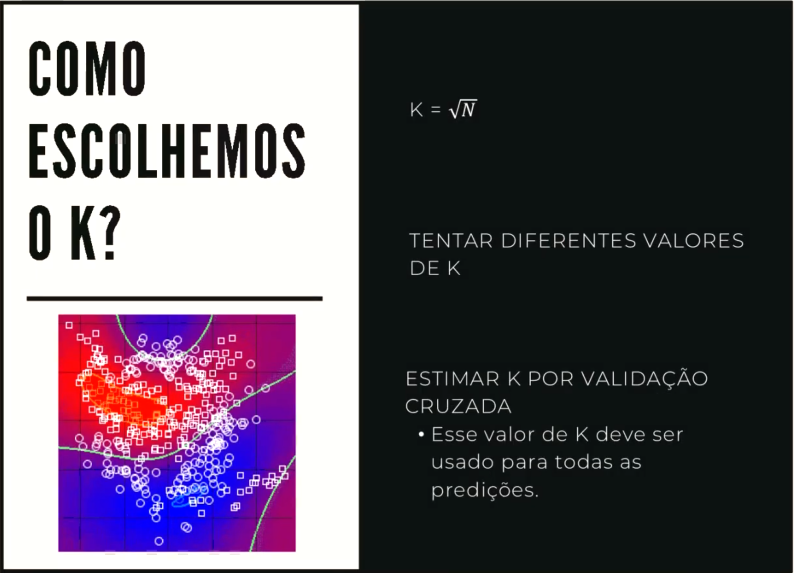 COMO
ESCOLHEMOS
O K?
K = √N
TENTAR DIFERENTES VALORES
DE K
ESTIMAR K POR VALIDAÇÃO
CRUZADA
• Esse valor de K deve ser
usado para todas as
predições.